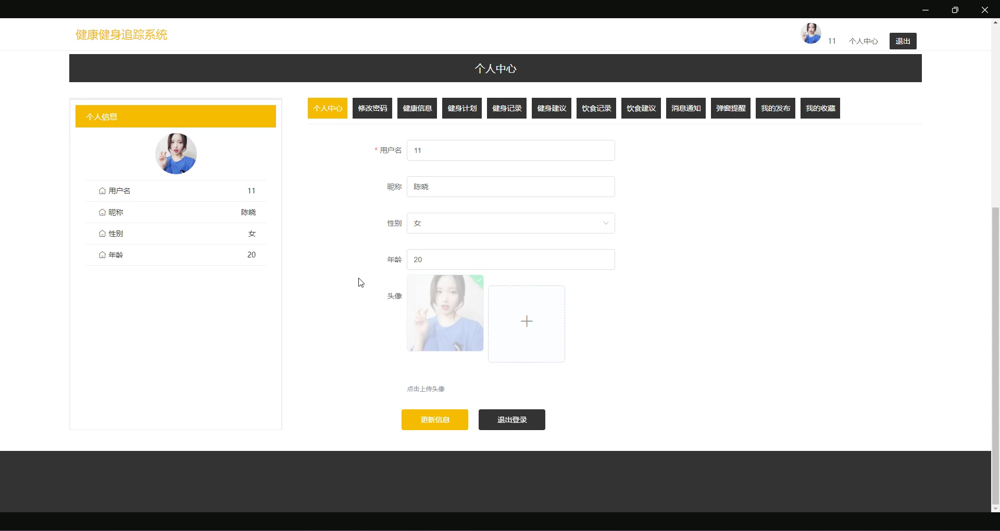 健康健身追踪系统
11 个人中心 退出
个人中心
个人信息
用户名 11
昵称 陈晓
性别 女
年龄 20
个人中心 修改密码 健康信息 健身计划 健身记录 健身建议 饮食记录 饮食建议 消息通知 弹窗提醒 我的发布 我的收藏
* 用户名 11
昵称 陈晓
性别 女
年龄 20
头像
点击上传头像
更新信息 退出登录